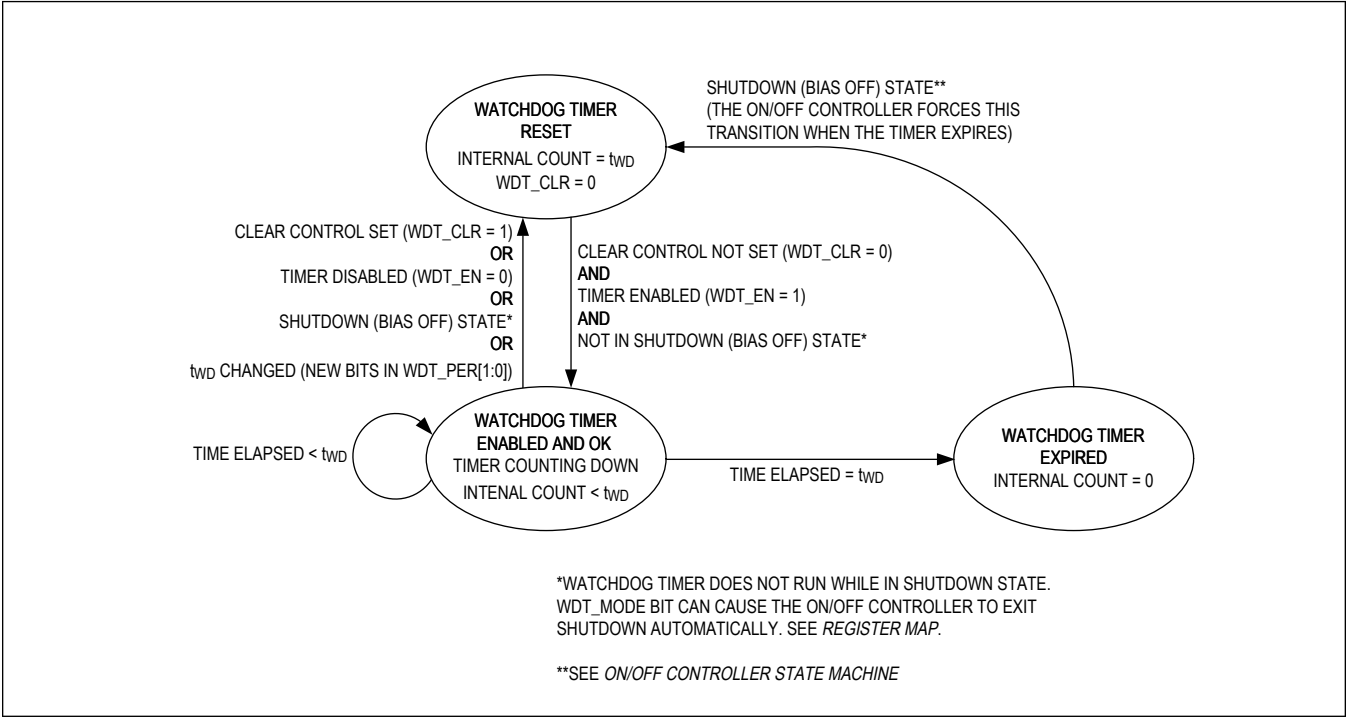 SHUTDOWN (BIAS OFF) STATE**
(THE ON/OFF CONTROLLER FORCES THIS
TRANSITION WHEN THE TIMER EXPIRES)
WATCHDOG TIMER
RESET
INTERNAL COUNT = tWD
WDT_CLR = 0
CLEAR CONTROL SET (WDT_CLR = 1)
OR
TIMER DISABLED (WDT_EN = 0)
OR
SHUTDOWN (BIAS OFF) STATE*
OR
tWD CHANGED (NEW BITS IN WDT_PER[1:0])
CLEAR CONTROL NOT SET (WDT_CLR = 0)
AND
TIMER ENABLED (WDT_EN = 1)
AND
NOT IN SHUTDOWN (BIAS OFF) STATE*
TIME ELAPSED < tWD
WATCHDOG TIMER
ENABLED AND OK
TIMER COUNTING DOWN
INTENAL COUNT < tWD
TIME ELAPSED = tWD
WATCHDOG TIMER
EXPIRED
INTERNAL COUNT = 0
*WATCHDOG TIMER DOES NOT RUN WHILE IN SHUTDOWN STATE.
WDT_MODE BIT CAN CAUSE THE ON/OFF CONTROLLER TO EXIT
SHUTDOWN AUTOMATICALLY. SEE REGISTER MAP.
**SEE ON/OFF CONTROLLER STATE MACHINE